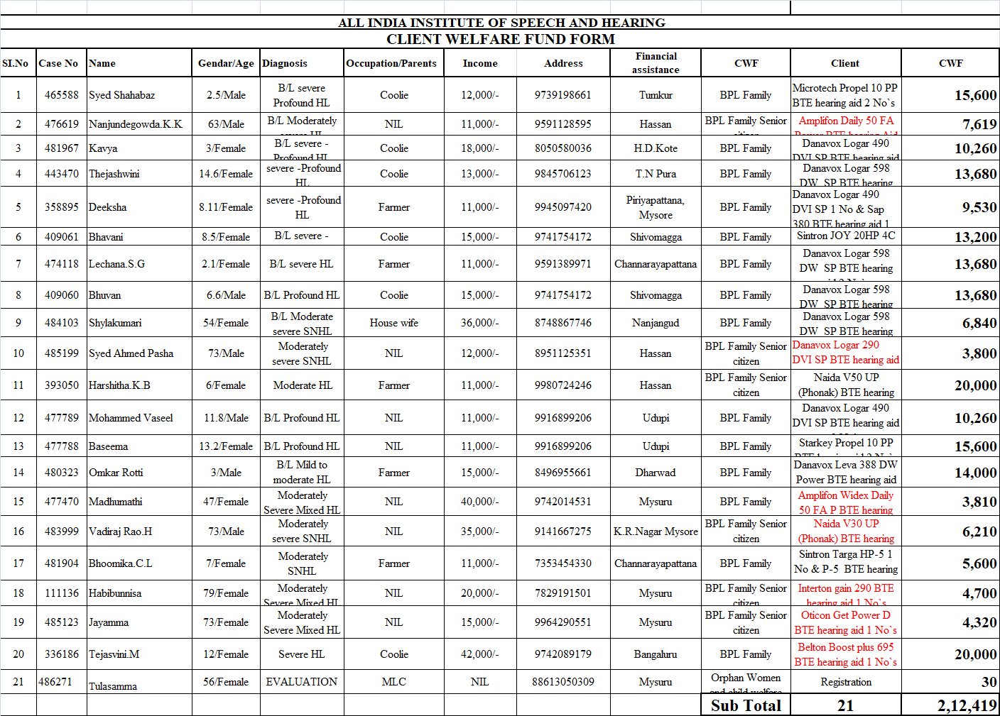 ALL INDIA INSTITUTE OF SPEECH AND HEARING
CLIENT WELFARE FUND FORM
SI.No Case No Name Gendar/Age Diagnosis Occupation/Parents Income Address Financial assistance CWF Client CWF
1 465588 Syed Shahabaz 2.5/Male B/L severe Profound HL Coolie 12,000/- 9739198661 Tumkur BPL Family Microtech Propel 10 PP BTE hearing aid 2 No`s 15,600
2 476619 Nanjundegowda.K.K 63/Male B/L Moderately severe HL NIL 11,000/- 9591128595 Hassan BPL Family Senior citizen Amplifon Daily 50 FA Power BTE hearing Aid 7,619
3 481967 Kavya 3/Female B/L severe - Profound HL Coolie 18,000/- 8050580036 H.D.Kote BPL Family Danavox Logar 490 DVI SP BTE hearing aid 10,260
4 443470 Thejashwini 14.6/Female severe -Profound HL Coolie 13,000/- 9845706123 T.N Pura BPL Family Danavox Logar 598 DW SP BTE hearing 13,680
5 358895 Deeksha 8.11/Female severe -Profound HL Farmer 11,000/- 9945097420 Piriyapattana, Mysore BPL Family Danavox Logar 490 DVI SP 1 No & Sap 380 BTE hearing aid 1 9,530
6 409061 Bhavani 8.5/Female B/L severe - Coolie 15,000/- 9741754172 Shivomagga BPL Family Sintron JOY 20HP 4C 13,200
7 474118 Lechana.S.G 2.1/Female B/L severe HL Farmer 11,000/- 9591389971 Channarayapattana BPL Family Danavox Logar 598 DW SP BTE hearing 13,680
8 409060 Bhuvan 6.6/Male B/L Profound HL Coolie 15,000/- 9741754172 Shivomagga BPL Family Danavox Logar 598 DW SP BTE hearing 13,680
9 484103 Shylakumari 54/Female B/L Moderate severe SNHL House wife 36,000/- 8748867746 Nanjangud BPL Family Danavox Logar 598 DW SP BTE hearing 6,840
10 485199 Syed Ahmed Pasha 73/Male Moderately severe SNHL NIL 12,000/- 8951125351 Hassan BPL Family Senior citizen Danavox Logar 290 DVI SP BTE hearing aid 3,800
11 393050 Harshitha.K.B 6/Female Moderate HL Farmer 11,000/- 9980724246 Hassan BPL Family Senior citizen Naida V50 UP (Phonak) BTE hearing 20,000
12 477789 Mohammed Vaseel 11.8/Male B/L Profound HL NIL 11,000/- 9916899206 Udupi BPL Family Danavox Logar 490 DVI SP BTE hearing aid 10,260
13 477788 Baseema 13.2/Female B/L Profound HL NIL 11,000/- 9916899206 Udupi BPL Family Starkey Propel 10 PP BTE hearing aid 2 No`s 15,600
14 480323 Omkar Rotti 3/Male B/L Mild to moderate HL Farmer 15,000/- 8496955661 Dharwad BPL Family Danavox Leva 388 DW Power BTE hearing aid 14,000
15 477470 Madhumathi 47/Female Moderately Severe Mixed HL NIL 40,000/- 9742014531 Mysuru BPL Family Amplifon Widex Daily 50 FA P BTE hearing 3,810
16 483999 Vadiraj Rao.H 73/Male Moderately severe SNHL NIL 35,000/- 9141667275 K.R.Nagar Mysore BPL Family Senior citizen Naida V30 UP (Phonak) BTE hearing 6,210
17 481904 Bhoomika.C.L 7/Female Moderately SNHL Farmer 11,000/- 7353454330 Channarayapattana BPL Family Sintron Targa HP-5 1 No & P-5 BTE hearing 5,600
18 111136 Habibunnisa 79/Female Moderately Severe Mixed HL NIL 20,000/- 7829191501 Mysuru BPL Family Senior citizen Interton gain 290 BTE hearing aid 1 No`s 4,700
19 485123 Jayamma 73/Female Moderately Severe Mixed HL NIL 15,000/- 9964290551 Mysuru BPL Family Senior citizen Oticon Get Power D BTE hearing aid 1 No`s 4,320
20 336186 Tejasvini.M 12/Female Severe HL Coolie 42,000/- 9742089179 Bangaluru BPL Family Belton Boost plus 695 BTE hearing aid 1 No`s 20,000
21 486271 Tulasamma 56/Female EVALUATION MLC NIL 88613050309 Mysuru Orphan Women and child welfare Registration 30
Sub Total 21 2,12,419